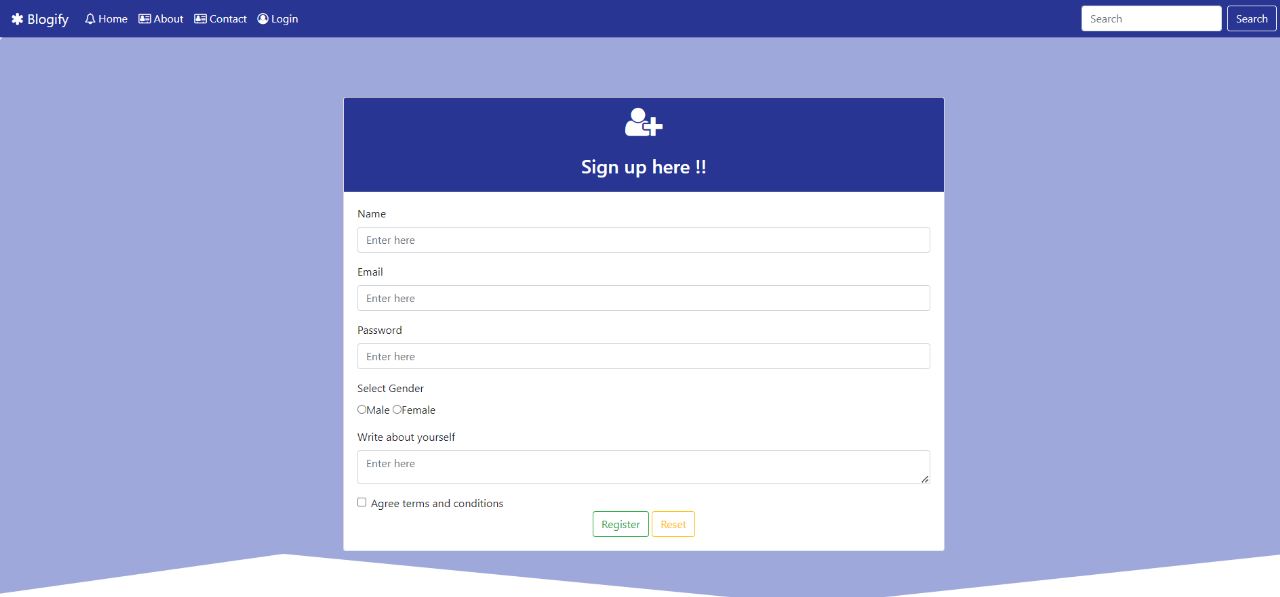 Blogify Home About Contact Login Search Search
Sign up here !!
Name
Enter here
Email
Enter here
Password
Enter here
Select Gender
Male Female
Write about yourself
Enter here
Agree terms and conditions
Register Reset